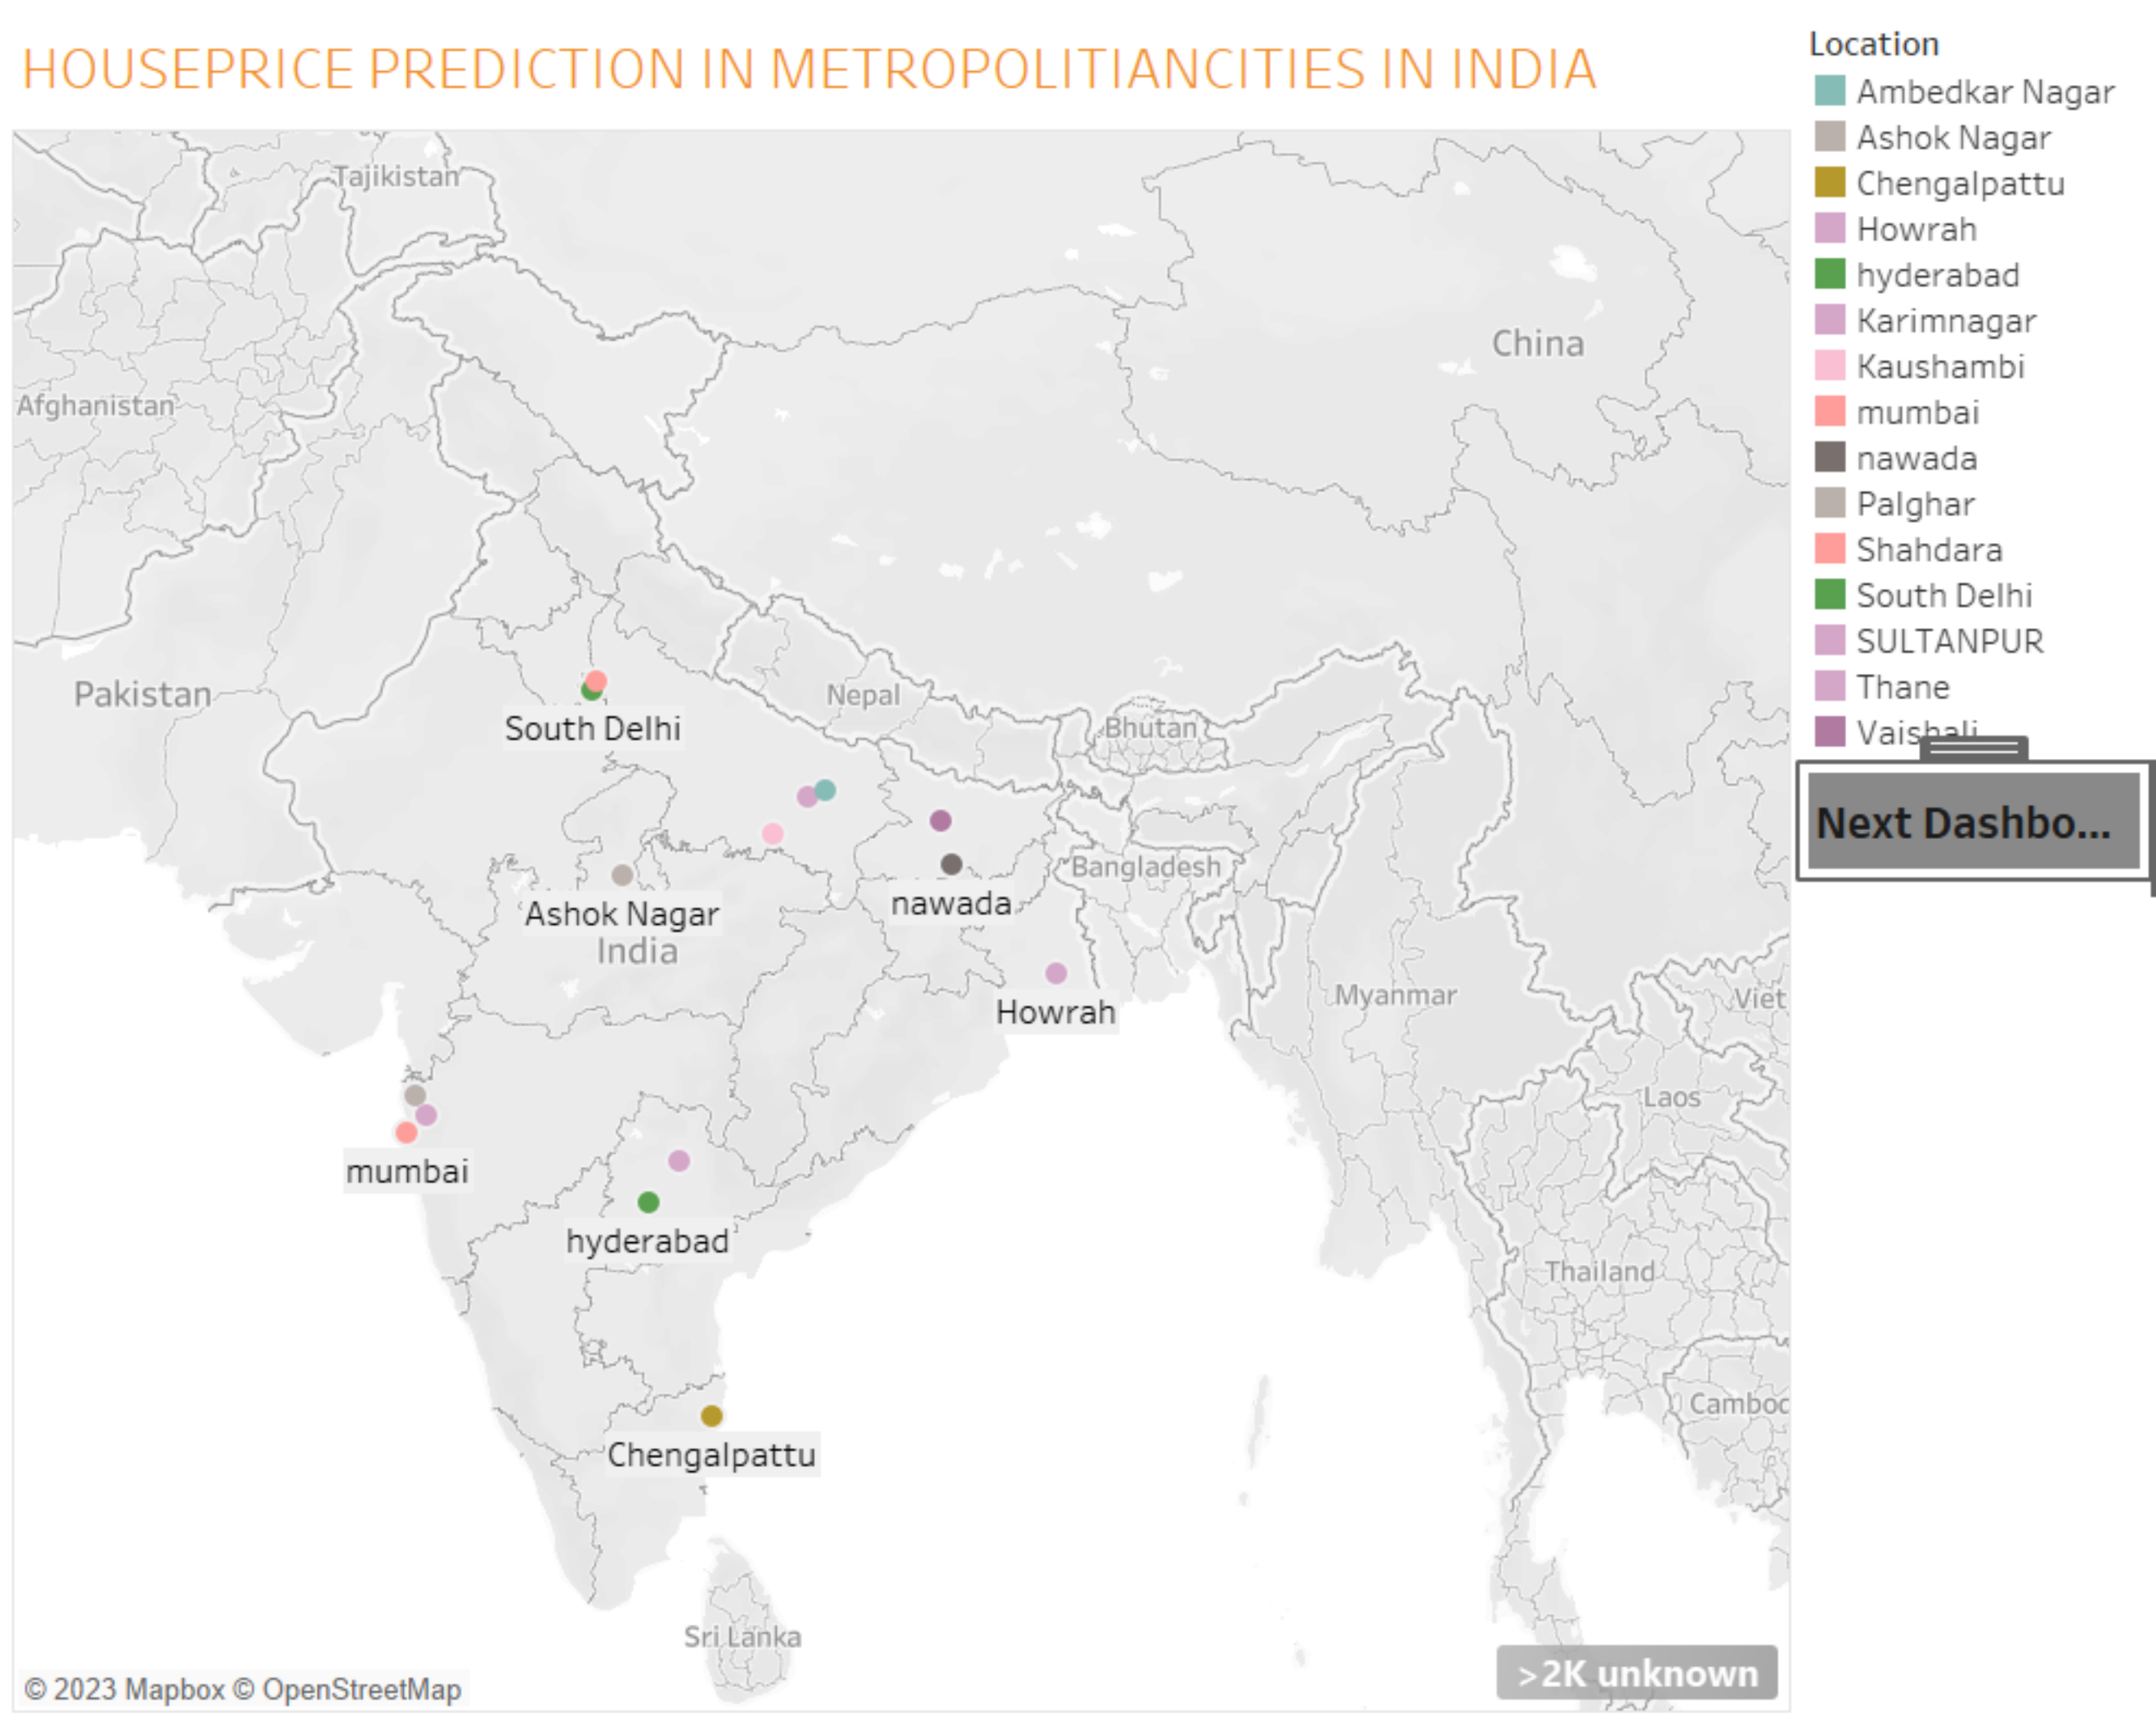 HOUSEPRICE PREDICTION IN METROPOLITIANCITIES IN INDIA
Location
Ambedkar Nagar
Ashok Nagar
Chengalpattu
Howrah
hyderabad
Karimnagar
Kaushambi
mumbai
nawada
Palghar
Shahdara
South Delhi
SULTANPUR
Thane
Vaishali
Next Dashbo...
Tajikistan
China
Afghanistan
Pakistan
Nepal
South Delhi
Bhutan
Bangladesh
nawada
Ashok Nagar
India
Myanmar
Viet
Howrah
Laos
mumbai
hyderabad
Thailand
Camboc
Chengalpattu
Sri Lanka
>2K unknown
© 2023 Mapbox © OpenStreetMap